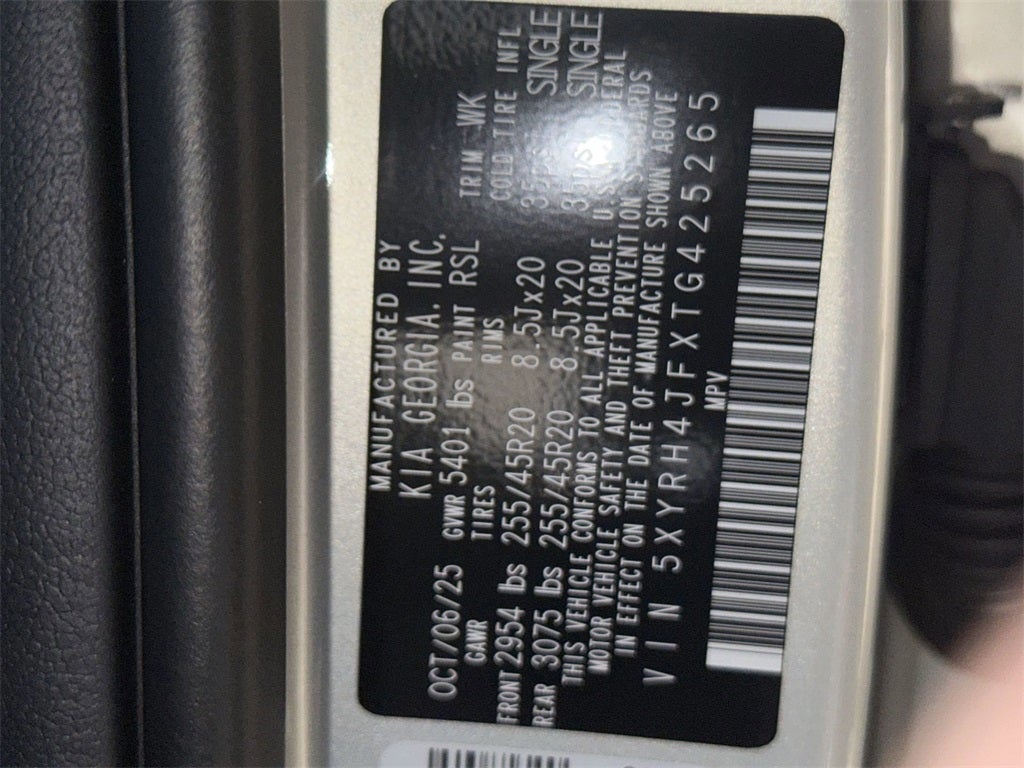 MANUFACTURED BY
KIA GEORGIA. INC.
OCT/06/25 GVWR 5401 lbs PAINT RSL TRIM WK
GAWR TIRES RIMS COLD TIRE INFL
FRONT 2954 lbs 255/45R20 8.5Jx20 35 SINGLE
REAR 3075 lbs 255/45R20 8.5Jx20 35 SINGLE
THIS VEHICLE CONFORMS TO ALL APPLICABLE
MOTOR VEHICLE SAFETY AND THEFT PREVENTION
IN EFFECT ON THE DATE OF MANUFACTURE SHOWN ABOVE
VIN 5XYRH4JFXTG425265
MPV